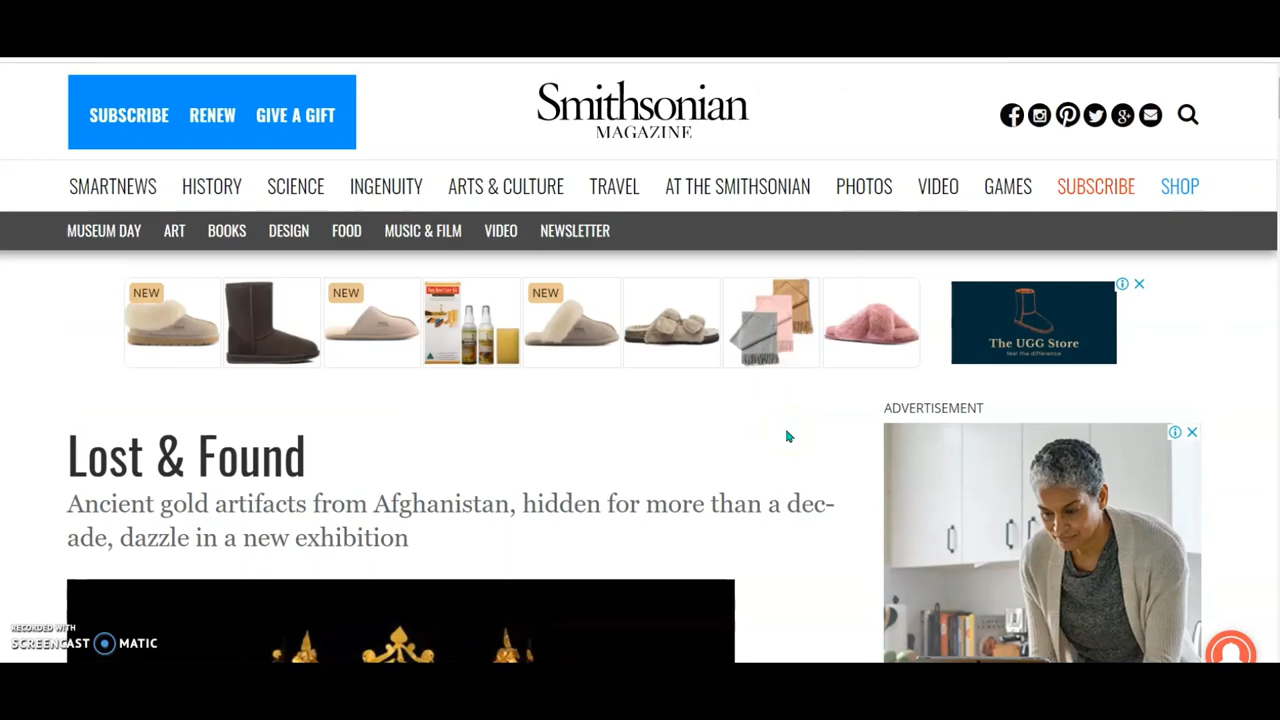 SUBSCRIBE RENEW GIVE A GIFT
Smithsonian
MAGAZINE
SMARTNEWS HISTORY SCIENCE INGENUITY ARTS & CULTURE TRAVEL AT THE SMITHSONIAN PHOTOS VIDEO GAMES SUBSCRIBE SHOP
MUSEUM DAY ART BOOKS DESIGN FOOD MUSIC & FILM VIDEO NEWSLETTER
NEW NEW NEW
The UGG Store
feel the difference
ADVERTISEMENT
Lost & Found
Ancient gold artifacts from Afghanistan, hidden for more than a dec-
ade, dazzle in a new exhibition
RECORDED WITH
SCREENCAST MATIC